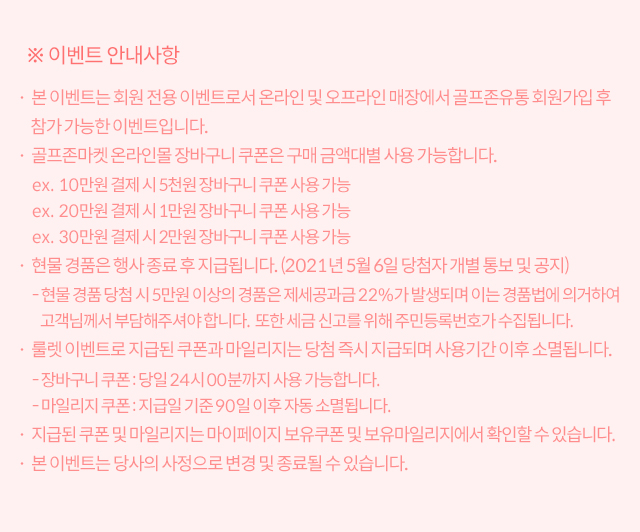 ※ 이벤트 안내사항
· 본 이벤트는 회원 전용 이벤트로서 온라인 및 오프라인 매장에서 골프존유통 회원가입 후
참가 가능한 이벤트입니다.
· 골프존마켓 온라인몰 장바구니 쿠폰은 구매 금액대별 사용 가능합니다.
ex. 10만원 결제 시 5천원 장바구니 쿠폰 사용 가능
ex. 20만원 결제 시 1만원 장바구니 쿠폰 사용 가능
ex. 30만원 결제 시 2만원 장바구니 쿠폰 사용 가능
· 현물 경품은 행사 종료 후 지급됩니다. (2021년 5월 6일 당첨자 개별 통보 및 공지)
- 현물 경품 당첨 시 5만원 이상의 경품은 제세공과금 22%가 발생되며 이는 경품법에 의거하여
고객님께서 부담해주셔야 합니다. 또한 세금 신고를 위해 주민등록번호가 수집됩니다.
· 룰렛 이벤트로 지급된 쿠폰과 마일리지는 당첨 즉시 지급되며 사용기간 이후 소멸됩니다.
- 장바구니 쿠폰 : 당일 24시 00분까지 사용 가능합니다.
- 마일리지 쿠폰 : 지급일 기준 90일 이후 자동 소멸됩니다.
· 지급된 쿠폰 및 마일리지는 마이페이지 보유쿠폰 및 보유마일리지에서 확인할 수 있습니다.
· 본 이벤트는 당사의 사정으로 변경 및 종료될 수 있습니다.